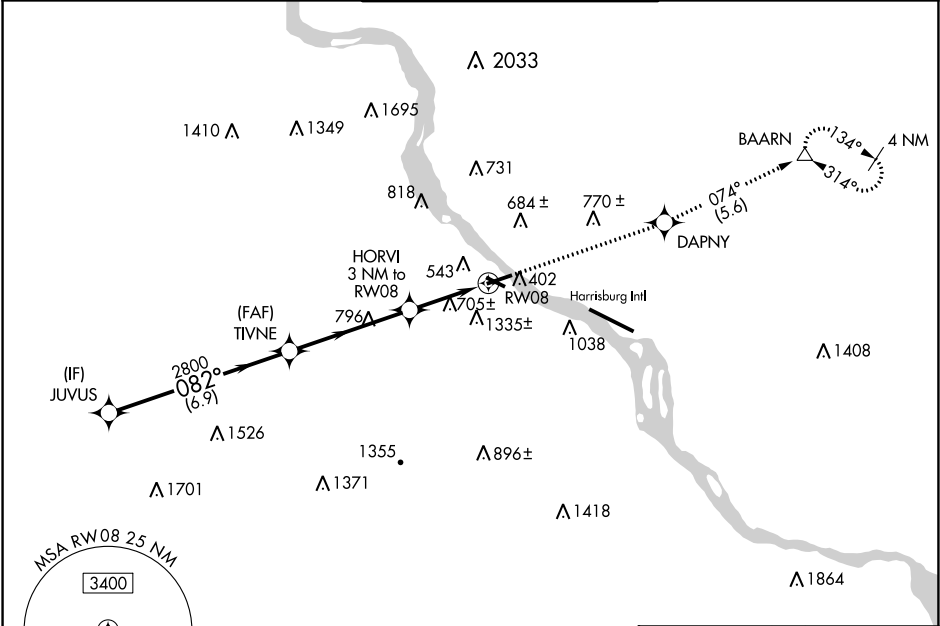 2033
1695
1410
1349
BAARN
134°
4 NM
314°
731
818
684 ±
770 ±
074°
(5.6)
DAPNY
HORVI
3 NM to
RW08
543
402
RW08
Harrisburg Intl
705±
796
1335±
1038
(FAF)
TIVNE
1408
2800
082°
(6.9)
(IF)
JUVUS
1526
1355
896±
1701
1371
1418
MSA RW08 25 NM
3400
1864